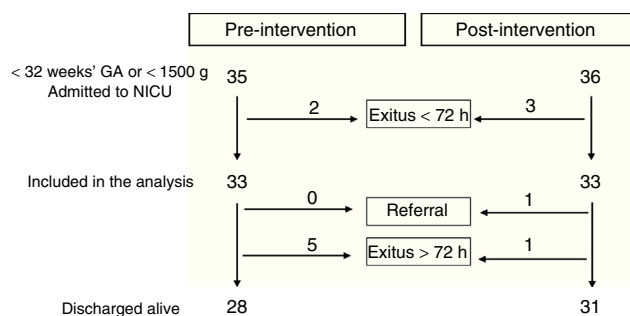 Pre-intervention Post-intervention
< 32 weeks' GA or < 1500 g
Admitted to NICU
35 36
2 Exitus < 72 h 3
Included in the analysis 33 33
0 Referral 1
5 Exitus > 72 h 1
Discharged alive 28 31